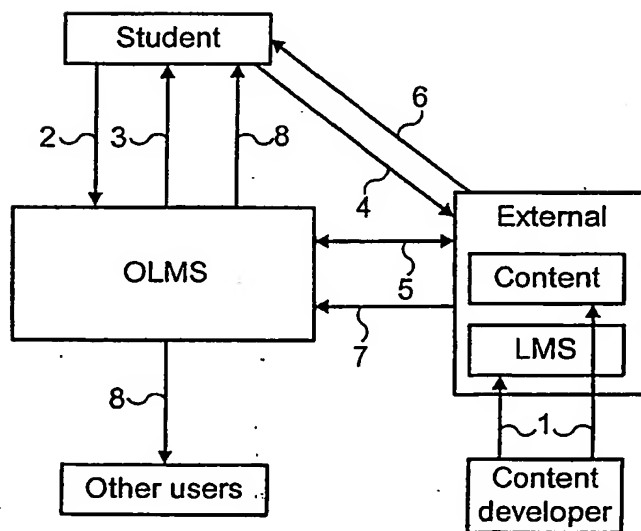 Student
6
2
3
8
4
External
OLMS
5
Content
7
LMS
8
1
Other users
Content
developer